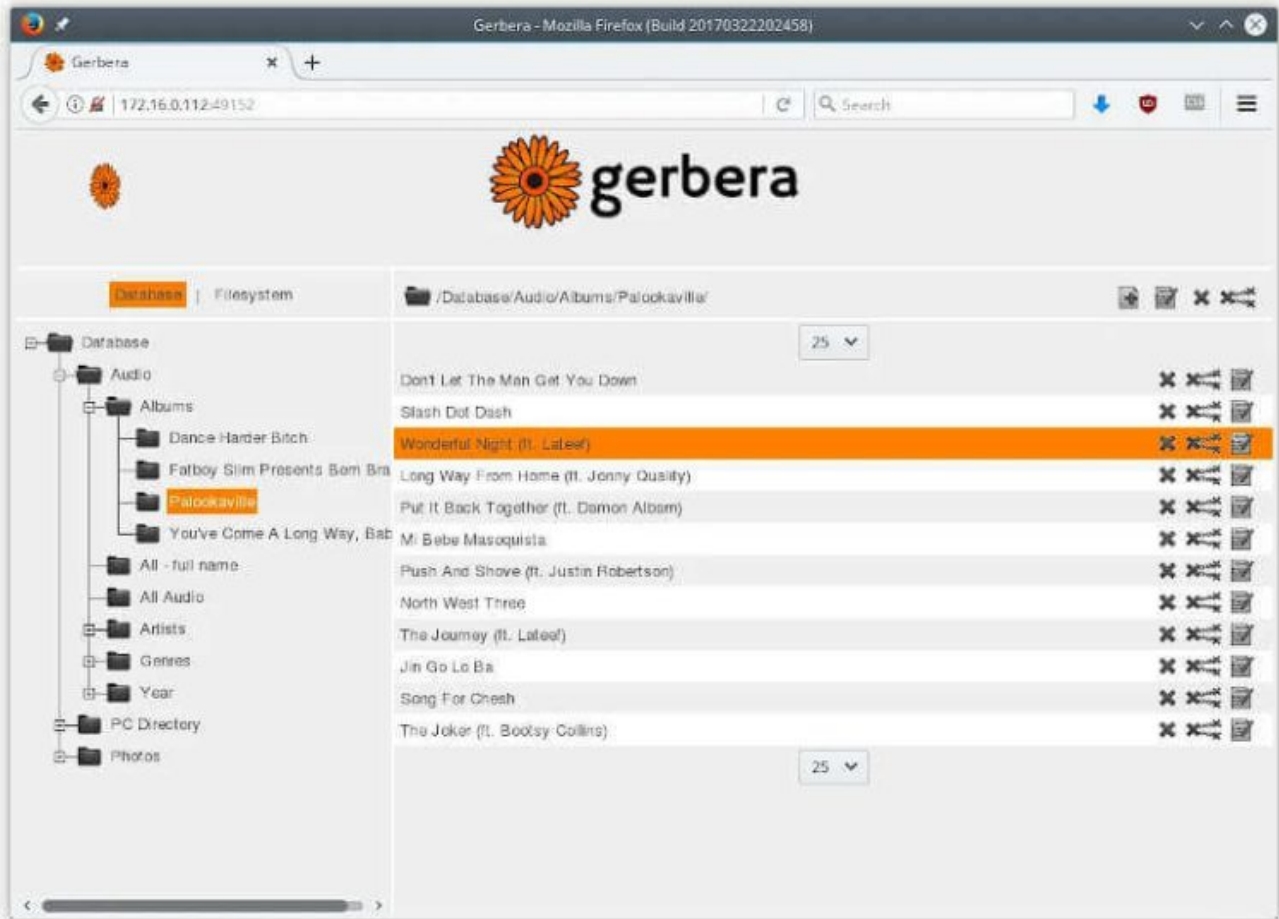 Gerbera - Mozilla Firefox (Build 20170322202458)
Gerbera
172.16.0.112:49152
Search
gerbera
Database | Filesystem
/Database/Audio/Albums/Palookaville/
Database
Audio
Albums
Dance Harder Bitch
Fatboy Slim Presents Bem Bra
Palookaville
You've Come A Long Way, Bab
All - full name
All Audio
Artists
Genres
Year
PC Directory
Photos
25
Don't Let The Man Get You Down
Slash Dot Dash
Wonderful Night (ft. Lateef)
Long Way From Home (ft. Jonny Quality)
Put It Back Together (ft. Damon Albarn)
Mi Bebe Masoquista
Push And Shove (ft. Justin Robertson)
North West Three
The Journey (ft. Lateef)
Jin Go Lo Ba
Song For Chesh
The Joker (ft. Bootsy Collins)
25